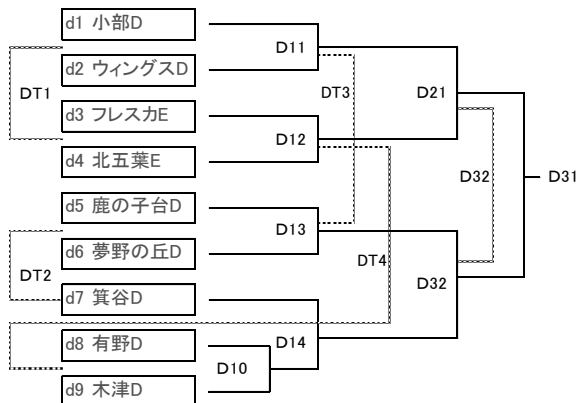 d1 小部D
d2 ウィングスD
d3 フレスカE
d4 北五葉E
d5 鹿の子台D
d6 夢野の丘D
d7 箕谷D
d8 有野D
d9 木津D
DT1
DT2
D11
D12
D13
D14
D10
DT3
DT4
D21
D32
D32
D31